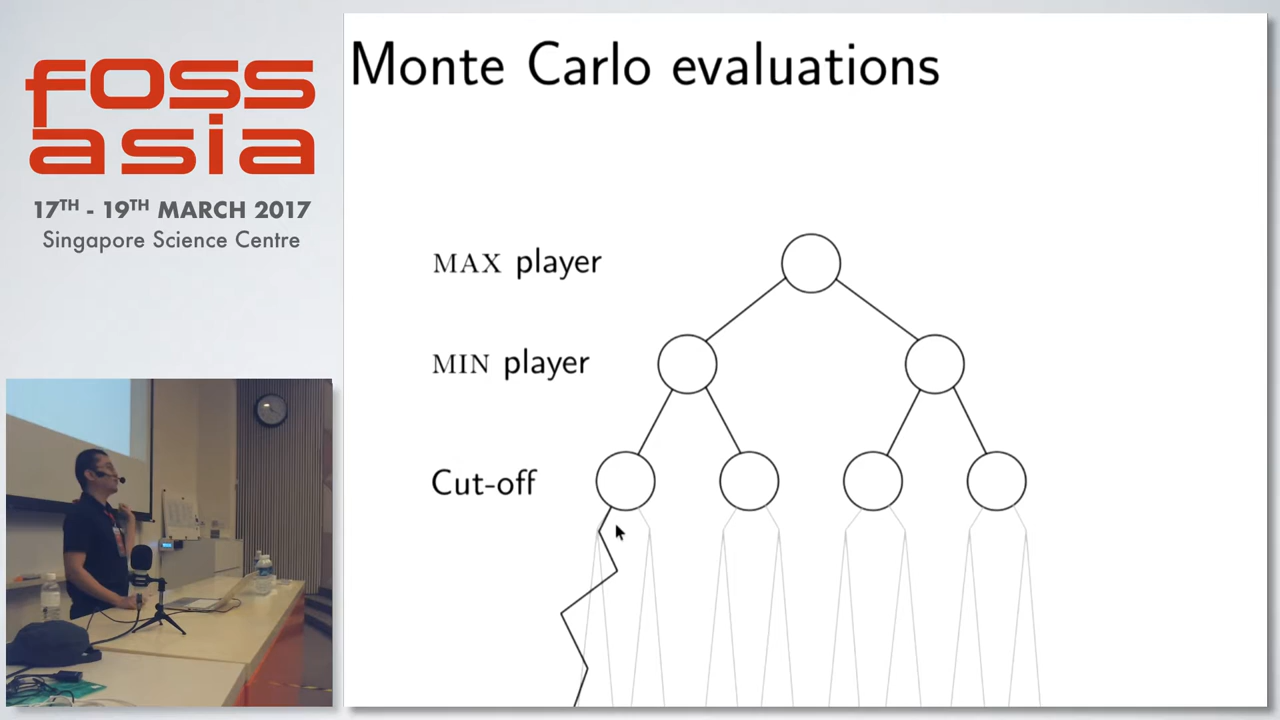 foss
asia
17TH - 19TH MARCH 2017
Singapore Science Centre
Monte Carlo evaluations
MAX player
MIN player
Cut-off